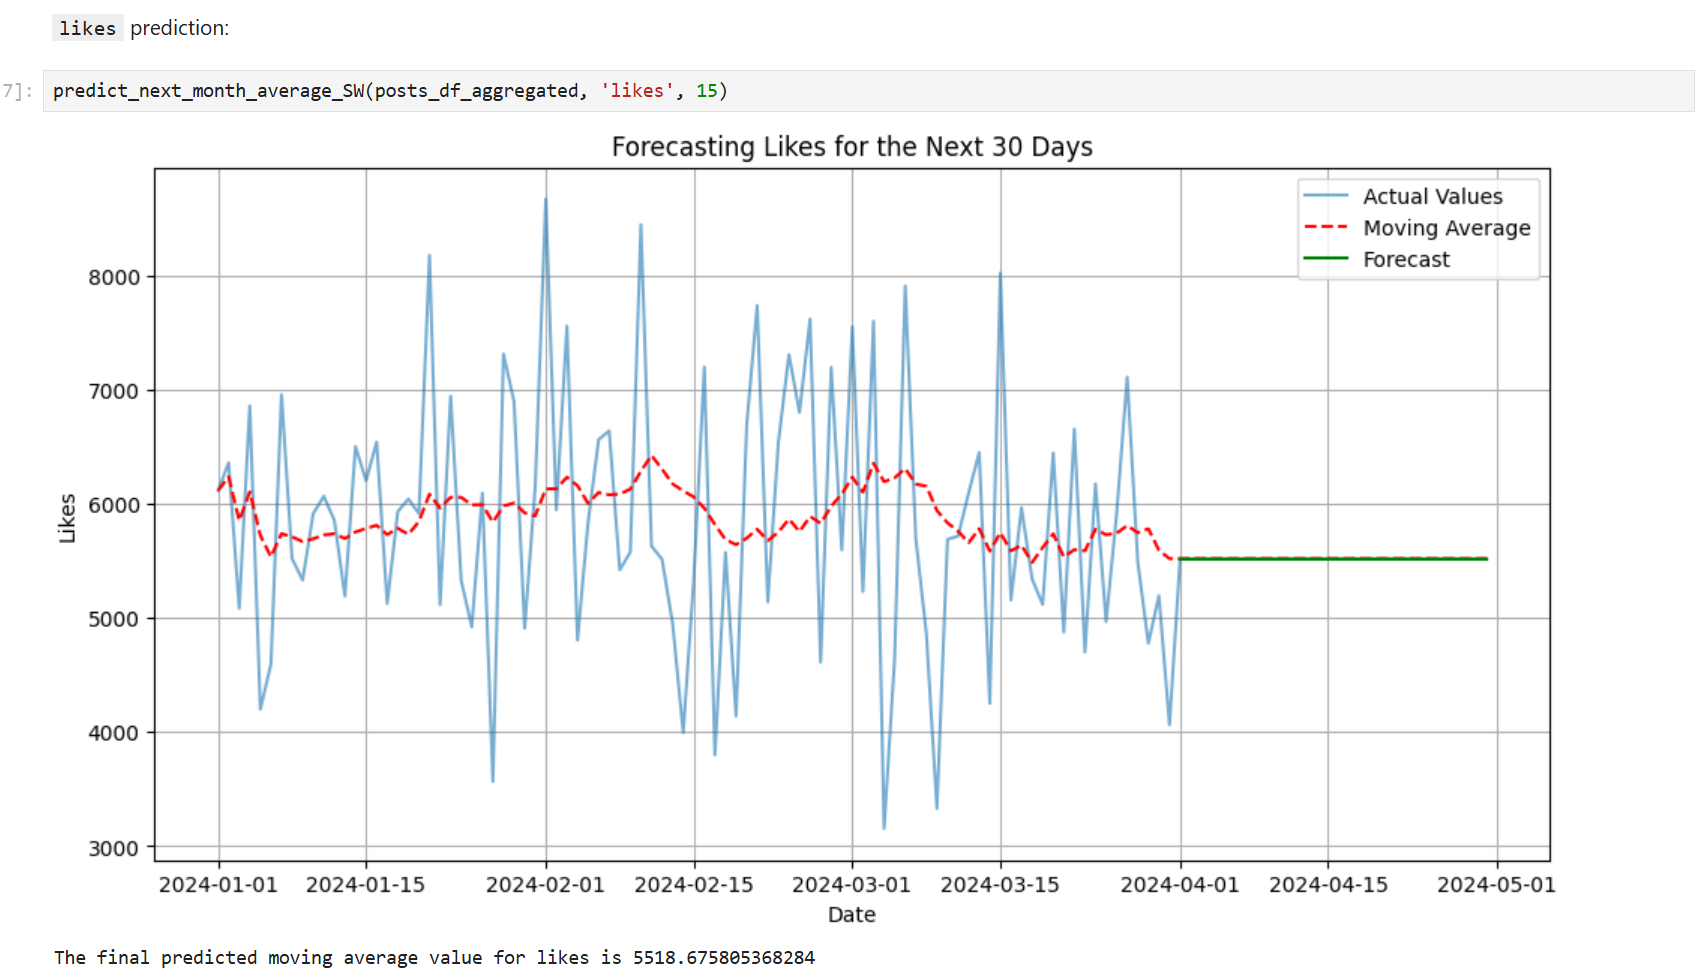 likes prediction:
7]: predict_next_month_average_SW(posts_df_aggregated, 'likes', 15)
Forecasting Likes for the Next 30 Days
Actual Values
Moving Average
Forecast
8000
7000
6000
5000
4000
3000
Likes
2024-01-01 2024-01-15 2024-02-01 2024-02-15 2024-03-01 2024-03-15 2024-04-01 2024-04-15 2024-05-01
Date
The final predicted moving average value for likes is 5518.675805368284